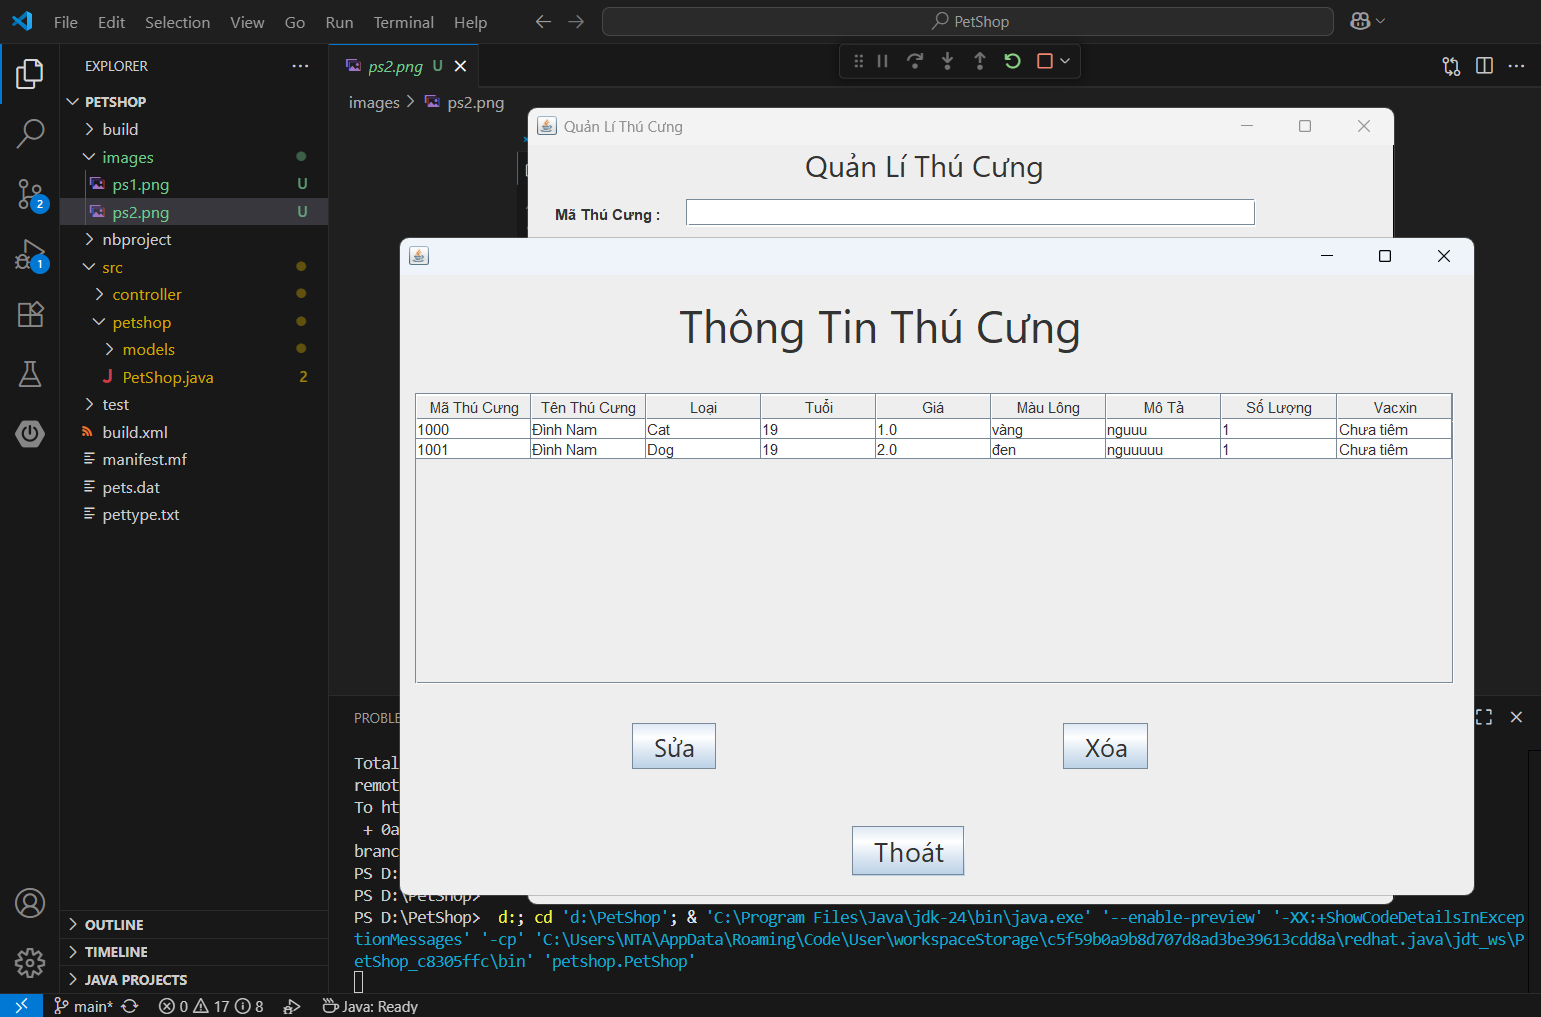 File Edit Selection View Go Run Terminal Help
PetShop
EXPLORER
PETSHOP
build
images
ps1.png U
ps2.png U
nbproject
src
controller
petshop
models
PetShop.java 2
test
build.xml
manifest.mf
pets.dat
pettype.txt
OUTLINE
TIMELINE
JAVA PROJECTS
2
1
ps2.png U
images > ps2.png
Quản Lí Thú Cưng
Quản Lí Thú Cưng
Mã Thú Cưng :
Thông Tin Thú Cưng
Mã Thú Cưng Tên Thú Cưng Loại Tuổi Giá Màu Lông Mô Tả Số Lượng Vacxin
1000 Đình Nam Cat 19 1.0 vàng nguuu 1 Chưa tiêm
1001 Đình Nam Dog 19 2.0 đen nguuuuu 1 Chưa tiêm
Sửa
Xóa
Thoát
PROBLE
Total
remot
To ht
+ 0a
branc
PS D:
PS D:\PetShop>
PS D:\PetShop> d:; cd 'd:\PetShop'; & 'C:\Program Files\Java\jdk-24\bin\java.exe' '--enable-preview' '-XX:+ShowCodeDetailsInExcep
tionMessages' '-cp' 'C:\Users\NTA\AppData\Roaming\Code\User\workspaceStorage\c5f59b0a9b8d707d8ad3be39613cdd8a\redhat.java\jdt_ws\P
etShop_c8305ffc\bin' 'petshop.PetShop'
main* 0 17 8 Java: Ready